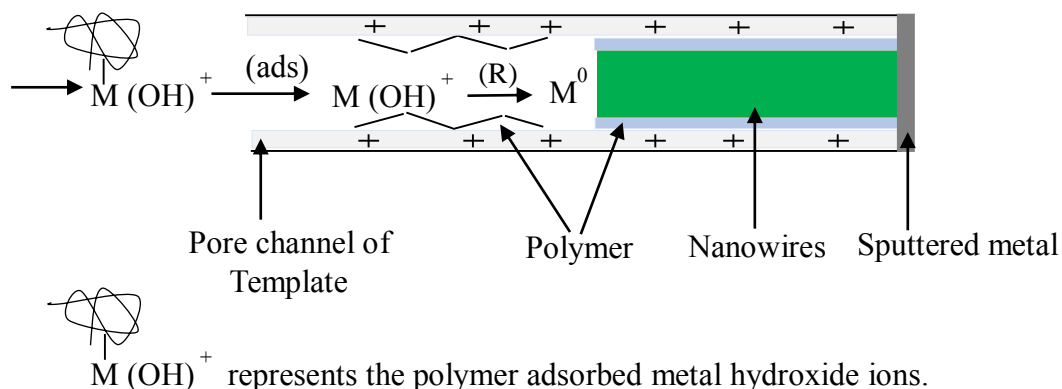 + + + + + +
M (OH)⁺ (ads) M (OH)⁺ (R) M⁰
+ + + + + +
Pore channel of
Template
Polymer
Nanowires
Sputtered metal
M (OH)⁺ represents the polymer adsorbed metal hydroxide ions.